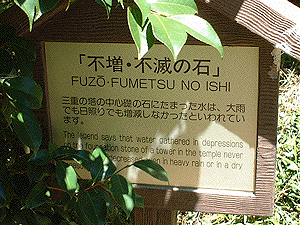 「不増・不滅の石」
FUZŌ-FUMETSU NO ISHI
三重の塔の中心礎の石にたまった水は、大雨
でも日照りでも増減しなかったといわれてい
ます。
The legend says that water gathered in depressions
foundation stone of a tower in the temple never
in heavy rain or in a dry